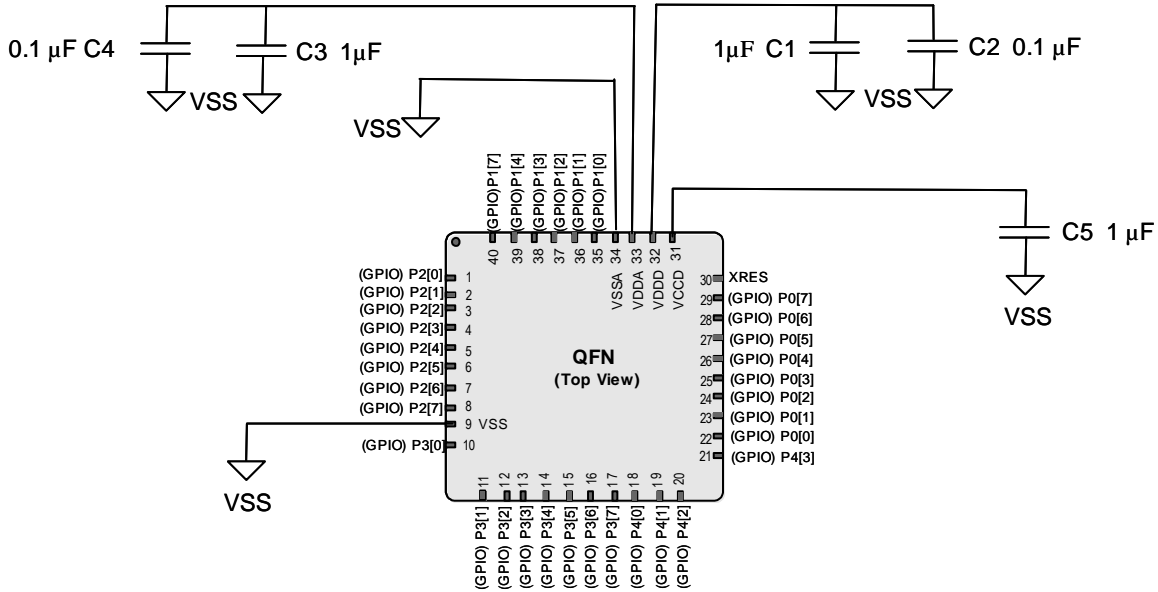 0.1 µF C4
C3 1µF
VSS
VSS
1µF C1
C2 0.1 µF
VSS
C5 1 µF
VSS
(GPIO)P1[7]
(GPIO)P1[4]
(GPIO)P1[3]
(GPIO)P1[2]
(GPIO)P1[1]
(GPIO)P1[0]
40
39
38
37
36
35
34
33
32
31
VSSA
VDDA
VDDD
VCCD
(GPIO) P2[0] 1
(GPIO) P2[1] 2
(GPIO) P2[2] 3
(GPIO) P2[3] 4
(GPIO) P2[4] 5
(GPIO) P2[5] 6
(GPIO) P2[6] 7
(GPIO) P2[7] 8
9 VSS
(GPIO) P3[0] 10
VSS
QFN
(Top View)
30 XRES
29 (GPIO) P0[7]
28 (GPIO) P0[6]
27 (GPIO) P0[5]
26 (GPIO) P0[4]
25 (GPIO) P0[3]
24 (GPIO) P0[2]
23 (GPIO) P0[1]
22 (GPIO) P0[0]
21 (GPIO) P4[3]
11
12
13
14
15
16
17
18
19
20
(GPIO) P3[1]
(GPIO) P3[2]
(GPIO) P3[3]
(GPIO) P3[4]
(GPIO) P3[5]
(GPIO) P3[6]
(GPIO) P3[7]
(GPIO) P4[0]
(GPIO) P4[1]
(GPIO) P4[2]